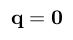 q = 0